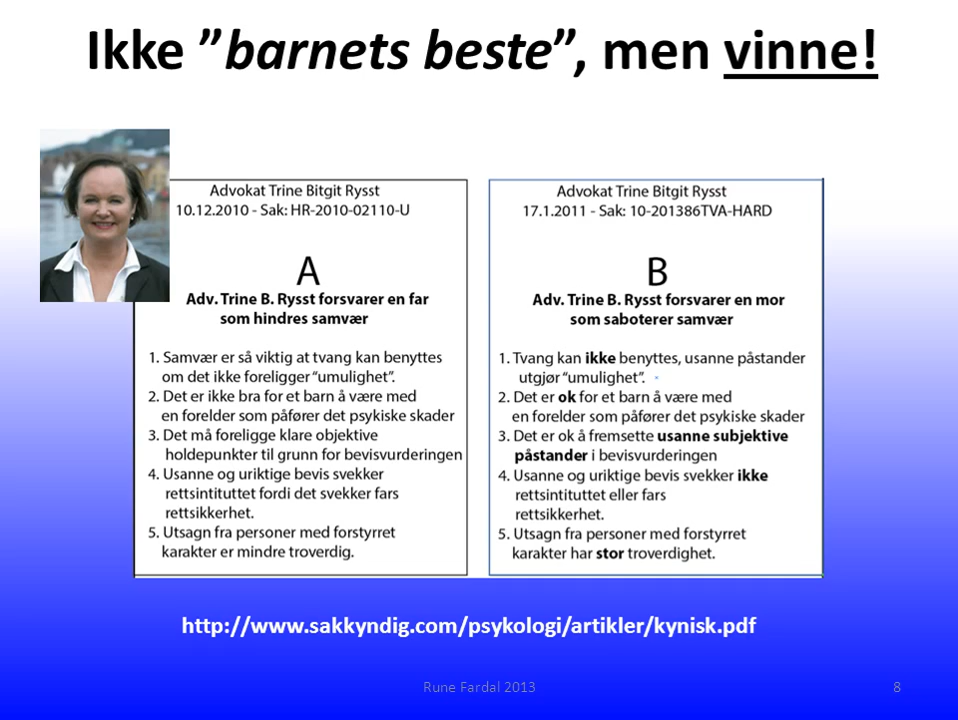 Ikke ”barnets beste”, men vinne!
Advokat Trine Bitgit Rysst
10.12.2010 - Sak: HR-2010-02110-U
A
Adv. Trine B. Rysst forsvarer en far
som hindres samvær
1. Samvær er så viktig at tvang kan benyttes
om det ikke foreligger “umulighet”.
2. Det er ikke bra for et barn å være med
en forelder som påfører det psykiske skader
3. Det må foreligge klare objektive
holdepunkter til grunn for bevisvurderingen
4. Usanne og uriktige bevis svekker
rettsintituttet fordi det svekker fars
rettsikkerhet.
5. Utsagn fra personer med forstyrret
karakter er mindre troverdig.
Advokat Trine Bitgit Rysst
17.1.2011 - Sak: 10-201386TVA-HARD
B
Adv. Trine B. Rysst forsvarer en mor
som saboterer samvær
1. Tvang kan ikke benyttes, usanne påstander
utgjør “umulighet”.
2. Det er ok for et barn å være med
en forelder som påfører det psykiske skader
3. Det er ok å fremsette usanne subjektive
påstander i bevisvurderingen
4. Usanne og uriktige bevis svekker ikke
rettsintituttet eller fars
rettsikkerhet.
5. Utsagn fra personer med forstyrret
karakter har stor troverdighet.
http://www.sakkyndig.com/psykologi/artikler/kynisk.pdf
Rune Fardal 2013
8